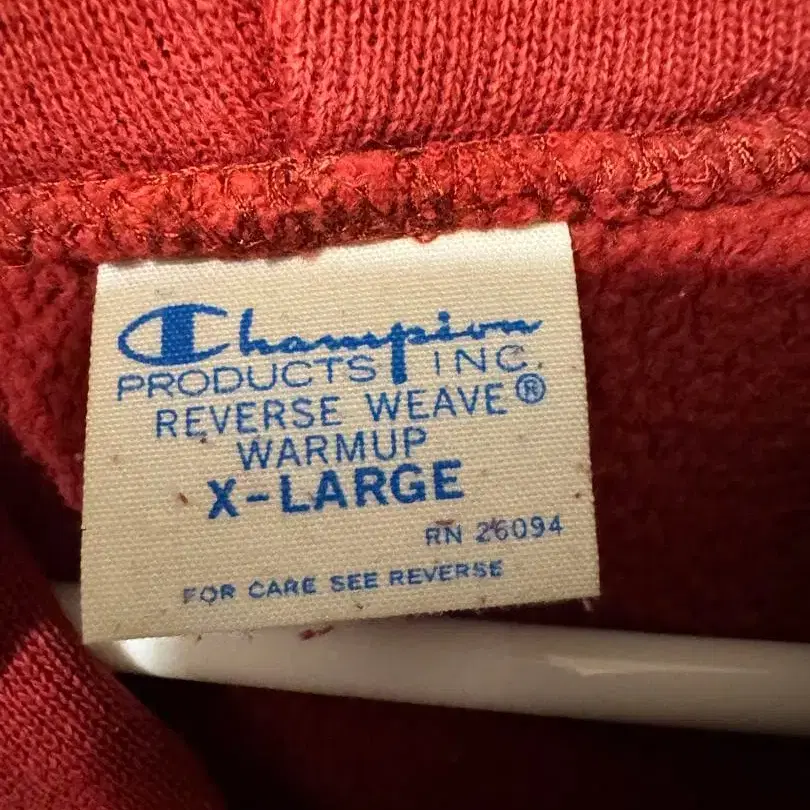 Champion
PRODUCTS INC.
REVERSE WEAVE®
WARMUP
X-LARGE
RN 26094
FOR CARE SEE REVERSE